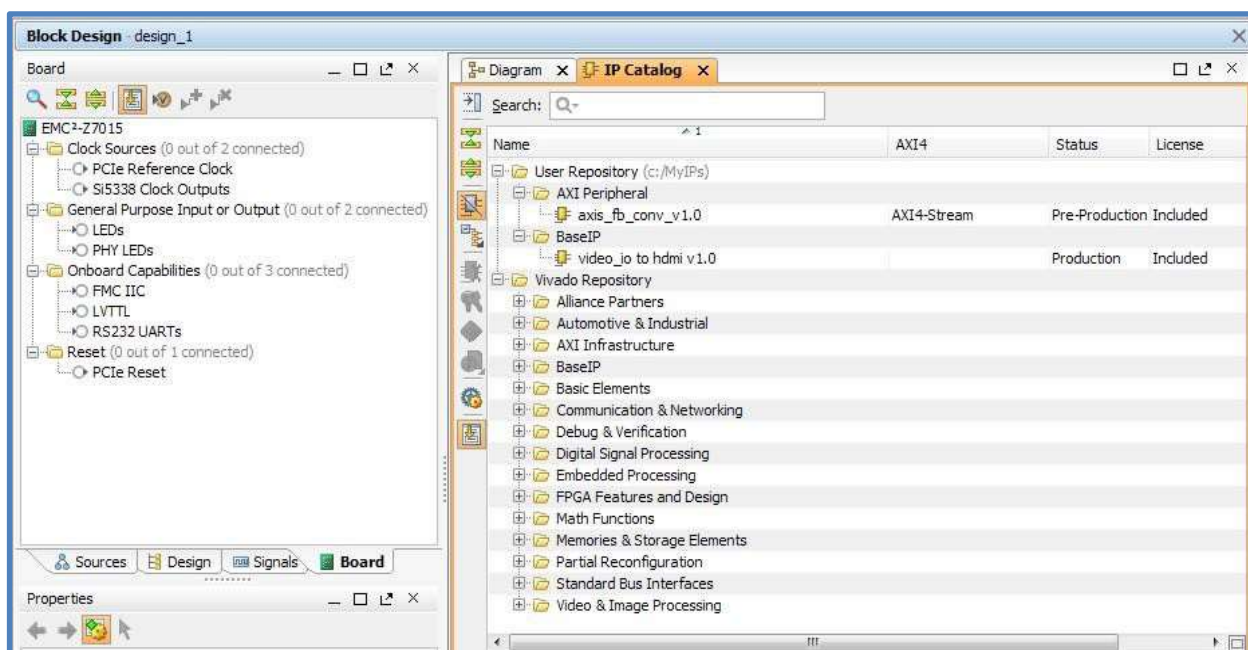 Block Design - design_1
Board
EMC²-Z7015
Clock Sources (0 out of 2 connected)
PCIe Reference Clock
Si5338 Clock Outputs
General Purpose Input or Output (0 out of 2 connected)
LEDs
PHY LEDs
Onboard Capabilities (0 out of 3 connected)
FMC IIC
LVTTL
RS232 UARTs
Reset (0 out of 1 connected)
PCIe Reset
Sources Design Signals Board
Properties
Diagram IP Catalog
Search:
1
Name AXI4 Status License
User Repository (c:/MyIPs)
AXI Peripheral
axis_fb_conv_v1.0 AXI4-Stream Pre-Production Included
BaseIP
video_io to hdmi v1.0 Production Included
Vivado Repository
Alliance Partners
Automotive & Industrial
AXI Infrastructure
BaseIP
Basic Elements
Communication & Networking
Debug & Verification
Digital Signal Processing
Embedded Processing
FPGA Features and Design
Math Functions
Memories & Storage Elements
Partial Reconfiguration
Standard Bus Interfaces
Video & Image Processing